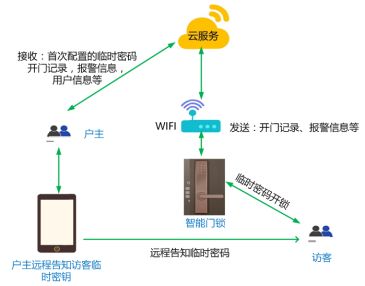 云服务
接收：首次配置的临时密码
开门记录，报警信息，
用户信息等
WIFI
发送：开门记录、报警信息等
户主
智能门锁
临时密码开锁
访客
远程告知临时密码
户主远程告知访客临
时密钥